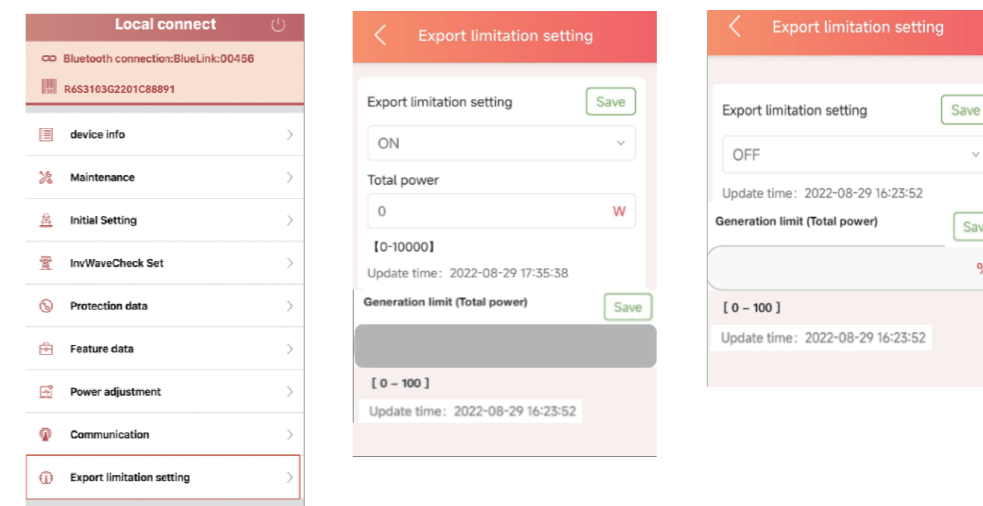 Local connect
Bluetooth connection:BlueLink:00456
R6S3103G2201C88891
device info
Maintenance
Initial Setting
InvWaveCheck Set
Protection data
Feature data
Power adjustment
Communication
Export limitation setting
Export limitation setting
Export limitation setting
Save
ON
Total power
0
W
【0-10000】
Update time: 2022-08-29 17:35:38
Generation limit (Total power)
Save
[ 0 – 100 ]
Update time: 2022-08-29 16:23:52
Export limitation setting
Export limitation setting
Save
OFF
Update time: 2022-08-29 16:23:52
Generation limit (Total power)
Sav
%
[ 0 – 100 ]
Update time: 2022-08-29 16:23:52